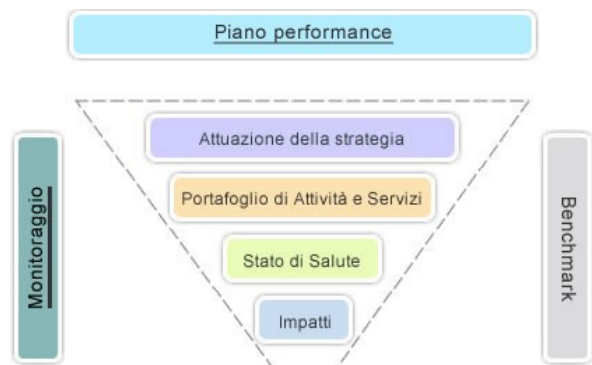 Piano performance
Attuazione della strategia
Portafoglio di Attività e Servizi
Stato di Salute
Impatti
Monitoraggio
Benchmark